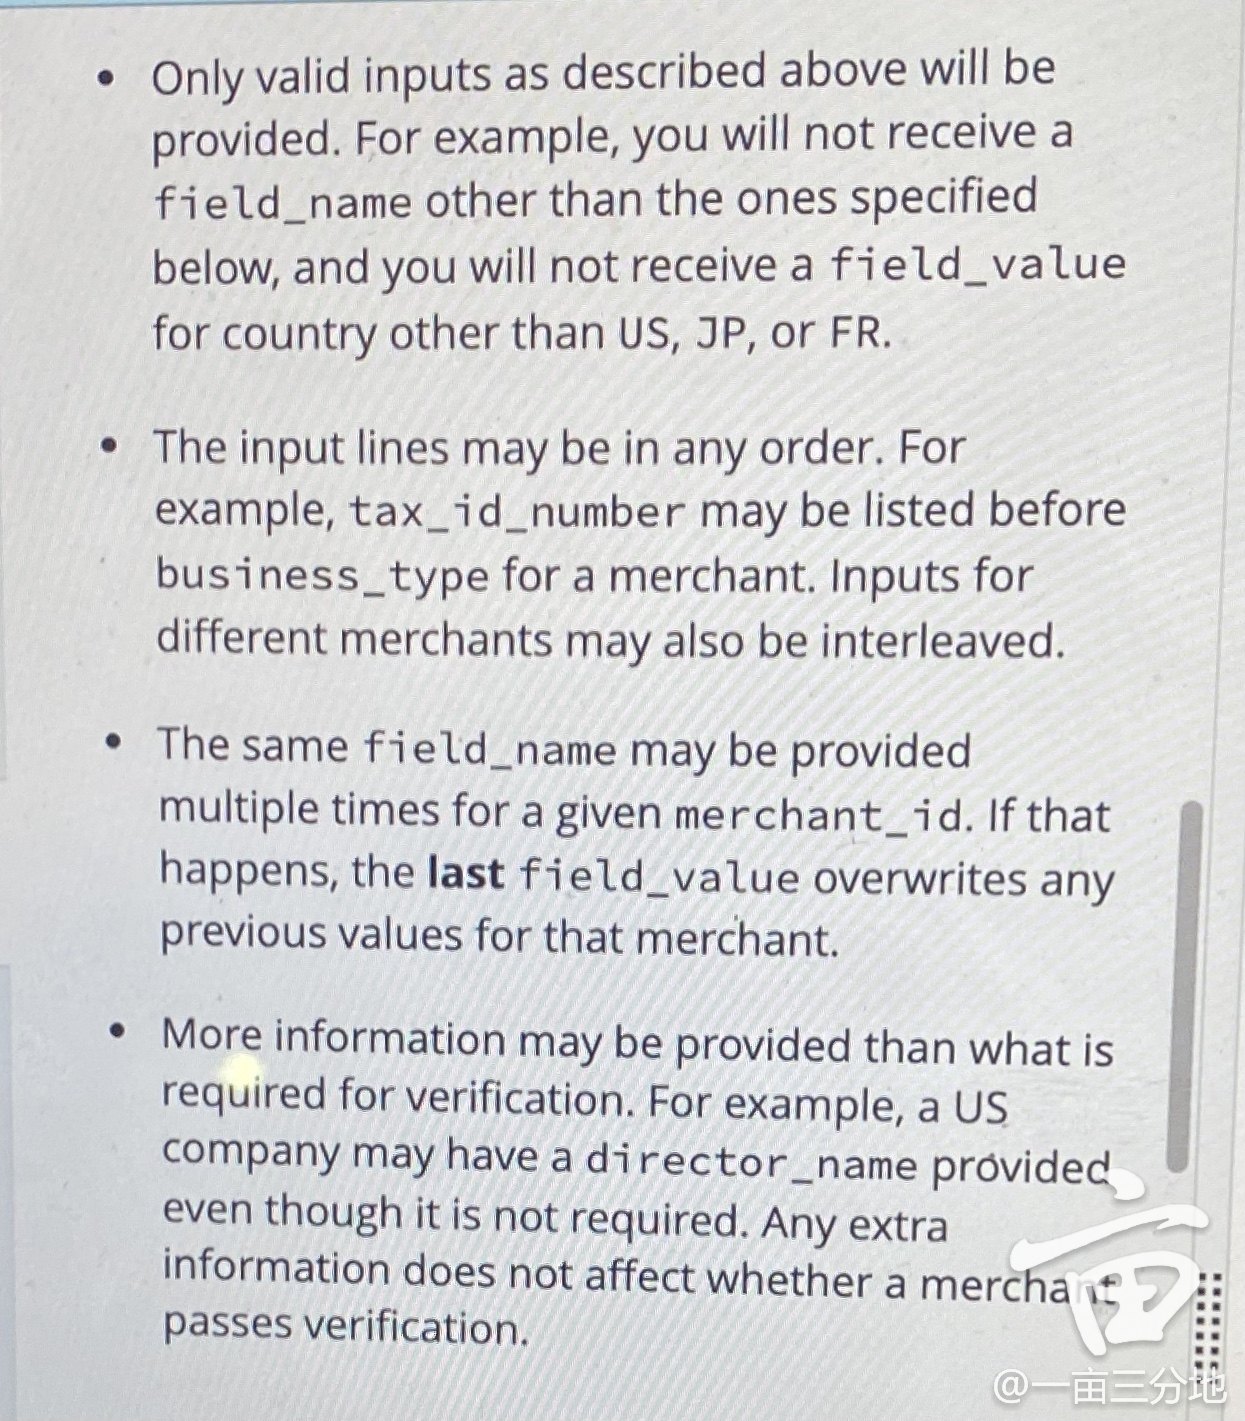 • Only valid inputs as described above will be
provided. For example, you will not receive a
field_name other than the ones specified
below, and you will not receive a field_value
for country other than US, JP, or FR.
• The input lines may be in any order. For
example, tax_id_number may be listed before
business_type for a merchant. Inputs for
different merchants may also be interleaved.
• The same field_name may be provided
multiple times for a given merchant_id. If that
happens, the last field_value overwrites any
previous values for that merchant.
• More information may be provided than what is
required for verification. For example, a US
company may have a director_name provided
even though it is not required. Any extra
information does not affect whether a merchant
passes verification.
亩
@一亩三分地